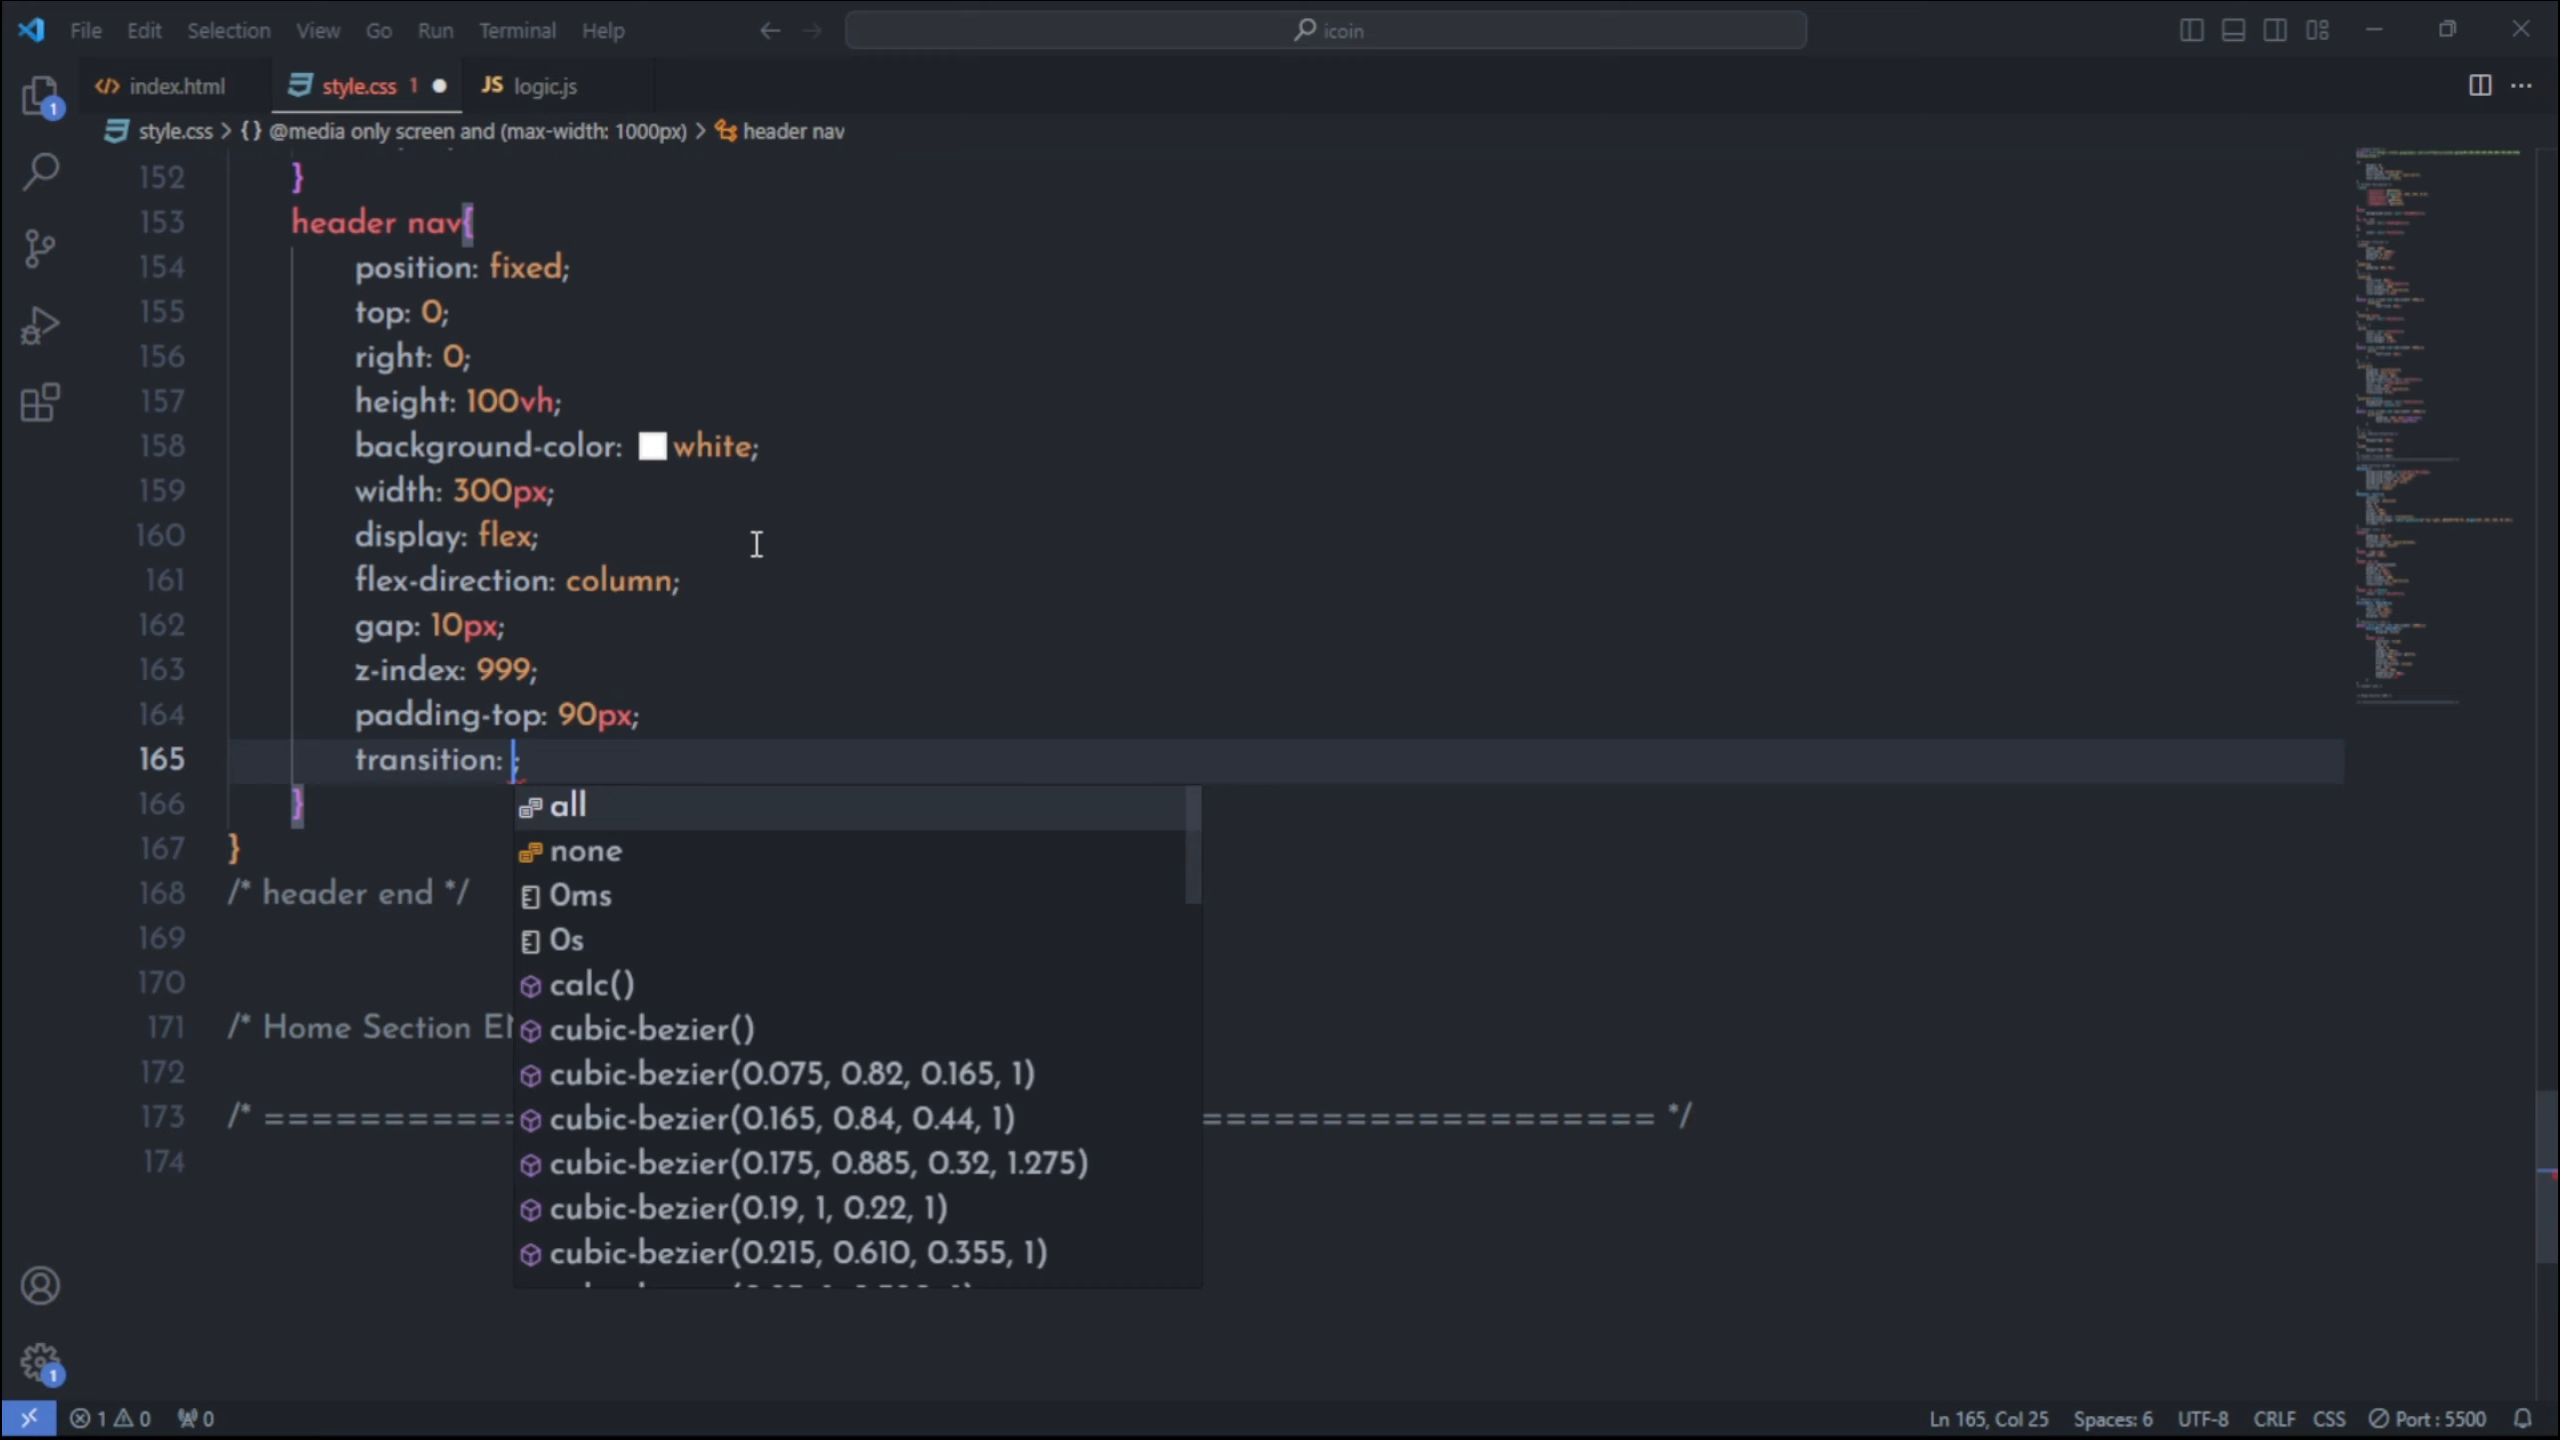 File Edit Selection View Go Run Terminal Help
icoin
index.html
style.css 1
JS logic.js
style.css > {} @media only screen and (max-width: 1000px) > header nav
152 }
153 header nav{
154 position: fixed;
155 top: 0;
156 right: 0;
157 height: 100vh;
158 background-color: white;
159 width: 300px;
160 display: flex;
161 flex-direction: column;
162 gap: 10px;
163 z-index: 999;
164 padding-top: 90px;
165 transition: ;
166 }
167 }
168 /* header end */
169
170
171 /* Home Section
172
173 /* =========== =================== */
174
all
none
0ms
0s
calc()
cubic-bezier()
cubic-bezier(0.075, 0.82, 0.165, 1)
cubic-bezier(0.165, 0.84, 0.44, 1)
cubic-bezier(0.175, 0.885, 0.32, 1.275)
cubic-bezier(0.19, 1, 0.22, 1)
cubic-bezier(0.215, 0.610, 0.355, 1)
1
1
1 0 0
Ln 165, Col 25 Spaces: 6 UTF-8 CRLF CSS Port : 5500